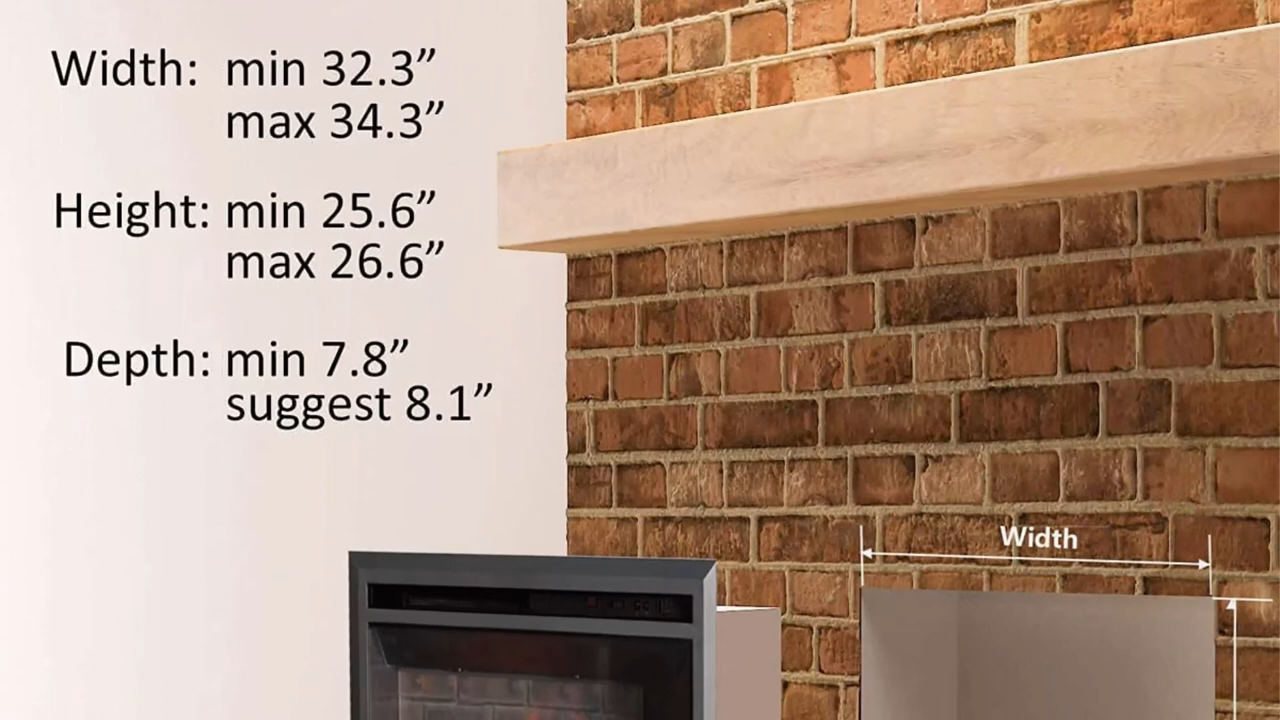 Width: min 32.3”
max 34.3”
Height: min 25.6”
max 26.6”
Depth: min 7.8”
suggest 8.1”
Width